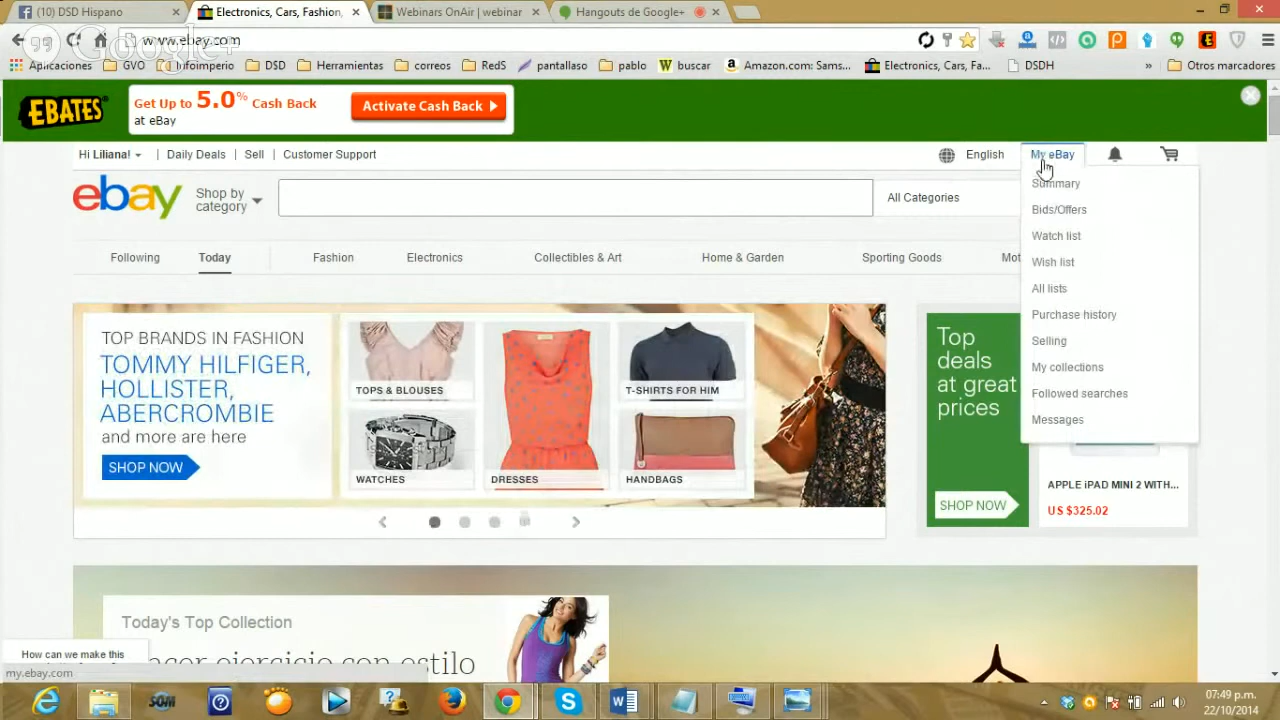 (10) DSD Hispano
Electronics, Cars, Fashion,
Webinars OnAir | webinar
Hangouts de Google+
Google+
www.ebay.com
Aplicaciones
GVO
Infoimperio
DSD
Herramientas
correos
RedS
pantallaso
pablo
buscar
Amazon.com: Sams...
Electronics, Cars, Fa...
DSDH
»
Otros marcadores
EBATES
Get Up to 5.0% Cash Back
at eBay
Activate Cash Back
Hi Liliana!
Daily Deals
Sell
Customer Support
English
My eBay
ebay
Shop by
category
All Categories
Summary
Bids/Offers
Watch list
Wish list
All lists
Purchase history
Selling
My collections
Followed searches
Messages
Following
Today
Fashion
Electronics
Collectibles & Art
Home & Garden
Sporting Goods
Mot
TOP BRANDS IN FASHION
TOMMY HILFIGER,
HOLLISTER,
ABERCROMBIE
and more are here
SHOP NOW
TOPS & BLOUSES
WATCHES
DRESSES
T-SHIRTS FOR HIM
HANDBAGS
Top
deals
at great
prices
SHOP NOW
APPLE iPAD MINI 2 WITH...
US $325.02
Today's Top Collection
acer ejercicio con estilo
How can we make this
my.ebay.com
SOM
07:49 p.m.
22/10/2014